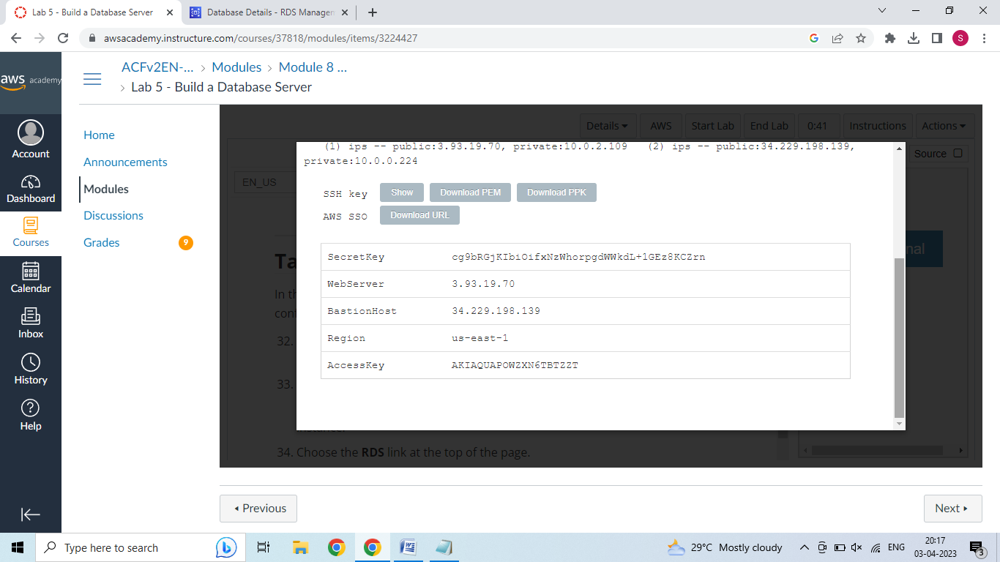 Lab 5 - Build a Database Server
Database Details - RDS Managen
awsacademy.instructure.com/courses/37818/modules/items/3224427
G
S
aws academy
ACFv2EN-... > Modules > Module 8 ...
> Lab 5 - Build a Database Server
Account
Dashboard
Courses
Calendar
Inbox
History
Help
Home
Announcements
Modules
Discussions
Grades
9
Details
AWS
Start Lab
End Lab
0:41
Instructions
Actions
Source
EN_US
(1) ips -- public:3.93.19.70, private:10.0.2.109 (2) ips -- public:34.229.198.139,
private:10.0.0.224
SSH key Show Download PEM Download PPK
AWS SSO Download URL
SecretKey cg9bRGjKIbiOifxNzWhorpgdWWkdL+1GEz8KCZrn
WebServer 3.93.19.70
BastionHost 34.229.198.139
Region us-east-1
AccessKey AKIAQUAPOWZXN6TBTZZT
Ta
nal
In th
con
32.
33.
34. Choose the RDS link at the top of the page.
Previous
Next
Type here to search
29°C Mostly cloudy
ENG
20:17
03-04-2023
3